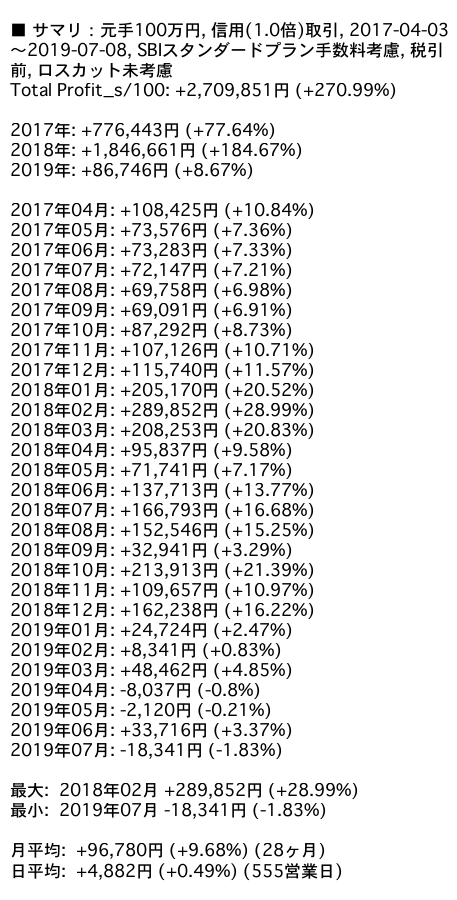 ■ サマリ：元手100万円, 信用(1.0倍)取引, 2017-04-03
〜2019-07-08, SBIスタンダードプラン手数料考慮, 税引
前, ロスカット未考慮
Total Profit_s/100: +2,709,851円 (+270.99%)
2017年: +776,443円 (+77.64%)
2018年: +1,846,661円 (+184.67%)
2019年: +86,746円 (+8.67%)
2017年04月: +108,425円 (+10.84%)
2017年05月: +73,576円 (+7.36%)
2017年06月: +73,283円 (+7.33%)
2017年07月: +72,147円 (+7.21%)
2017年08月: +69,758円 (+6.98%)
2017年09月: +69,091円 (+6.91%)
2017年10月: +87,292円 (+8.73%)
2017年11月: +107,126円 (+10.71%)
2017年12月: +115,740円 (+11.57%)
2018年01月: +205,170円 (+20.52%)
2018年02月: +289,852円 (+28.99%)
2018年03月: +208,253円 (+20.83%)
2018年04月: +95,837円 (+9.58%)
2018年05月: +71,741円 (+7.17%)
2018年06月: +137,713円 (+13.77%)
2018年07月: +166,793円 (+16.68%)
2018年08月: +152,546円 (+15.25%)
2018年09月: +32,941円 (+3.29%)
2018年10月: +213,913円 (+21.39%)
2018年11月: +109,657円 (+10.97%)
2018年12月: +162,238円 (+16.22%)
2019年01月: +24,724円 (+2.47%)
2019年02月: +8,341円 (+0.83%)
2019年03月: +48,462円 (+4.85%)
2019年04月: -8,037円 (-0.8%)
2019年05月: -2,120円 (-0.21%)
2019年06月: +33,716円 (+3.37%)
2019年07月: -18,341円 (-1.83%)
最大: 2018年02月 +289,852円 (+28.99%)
最小: 2019年07月 -18,341円 (-1.83%)
月平均: +96,780円 (+9.68%) (28ヶ月)
日平均: +4,882円 (+0.49%) (555営業日)